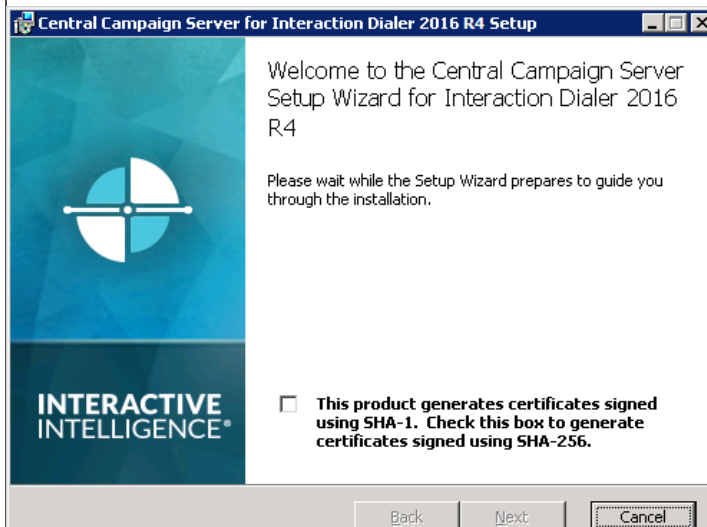 Central Campaign Server for Interaction Dialer 2016 R4 Setup
Welcome to the Central Campaign Server
Setup Wizard for Interaction Dialer 2016
R4
Please wait while the Setup Wizard prepares to guide you
through the installation.
This product generates certificates signed
using SHA-1. Check this box to generate
certificates signed using SHA-256.
INTERACTIVE
INTELLIGENCE®
Back
Next
Cancel